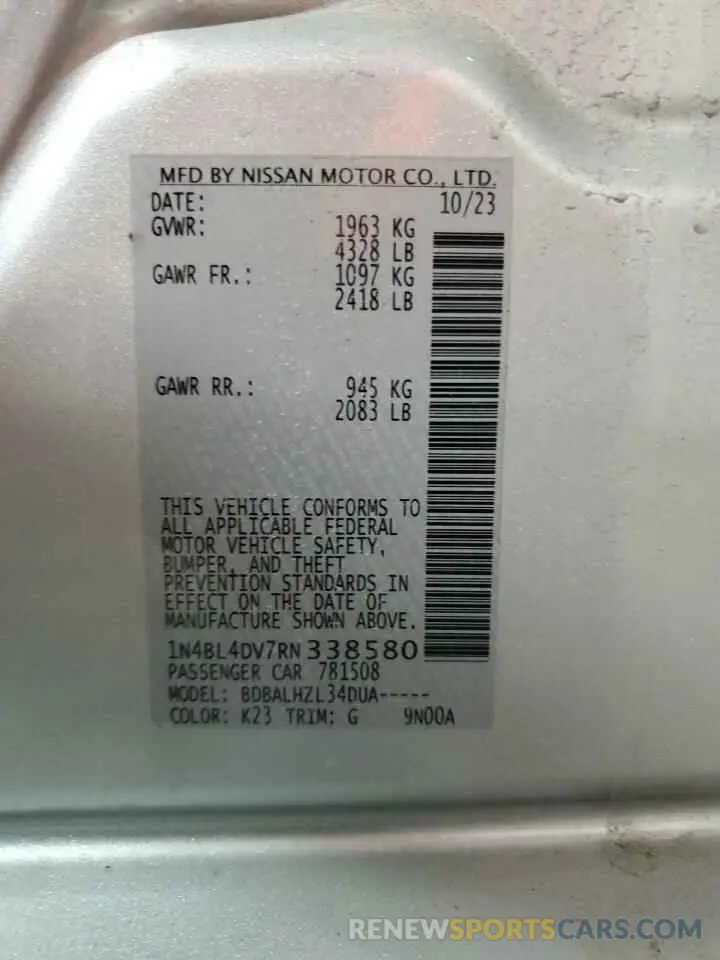 MFD BY NISSAN MOTOR CO., LTD.
DATE: 10/23
GVWR: 1963 KG
4328 LB
GAWR FR.: 1097 KG
2418 LB
GAWR RR.: 945 KG
2083 LB
THIS VEHICLE CONFORMS TO
ALL APPLICABLE FEDERAL
MOTOR VEHICLE SAFETY,
BUMPER, AND THEFT
PREVENTION STANDARDS IN
EFFECT ON THE DATE OF
MANUFACTURE SHOWN ABOVE.
1N4BL4DV7RN338580
PASSENGER CAR 781508
MODEL: BDBALHZL34DUA-----
COLOR: K23 TRIM: G 9N00A
RENEWSPORTSCARS.COM